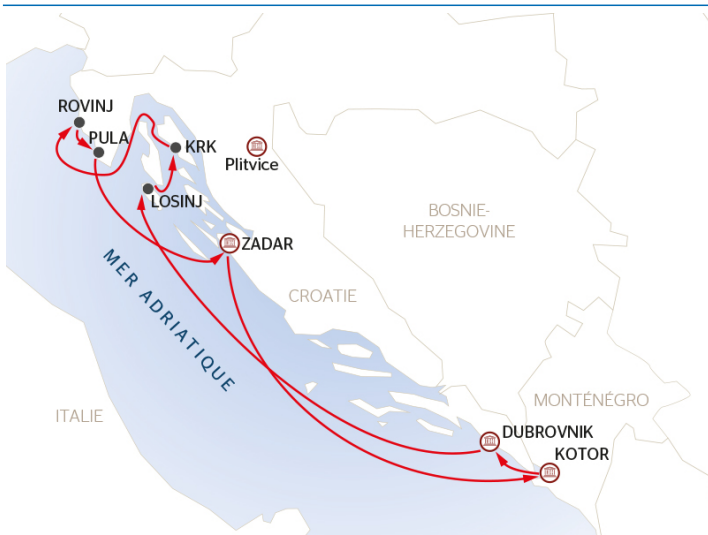 ROVINJ
PULA
KRK
Plitvice
LOSINJ
BOSNIE-
HERZEGOVINE
ZADAR
MER ADRIATIQUE
CROATIE
MONTÉNÉGRO
ITALIE
DUBROVNIK
KOTOR